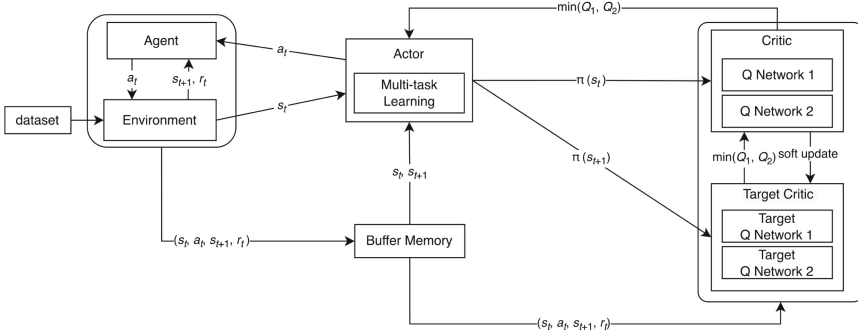 min(Q1, Q2)
Agent
at
at
st+1, rt
Environment
dataset
st
Actor
Multi-task
Learning
π (st)
π (st+1)
Critic
Q Network 1
Q Network 2
min(Q1, Q2)
soft update
Target Critic
Target
Q Network 1
Target
Q Network 2
st, st+1
(st, at, st+1, rt)
Buffer Memory
(st, at, st+1, rt)